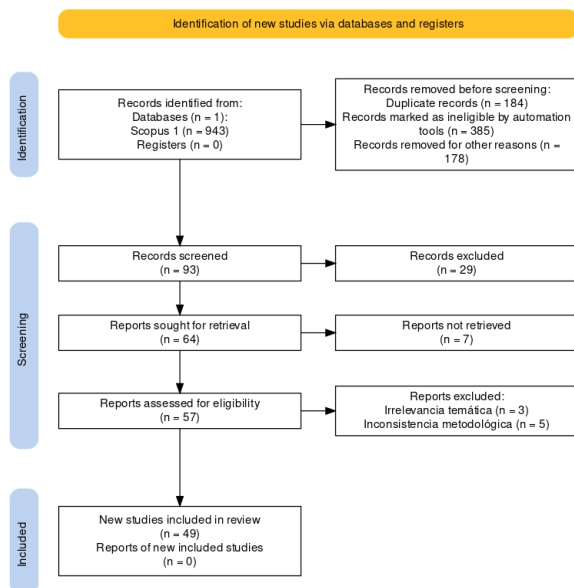 Identification of new studies via databases and registers
Identification
Records identified from:
Databases (n = 1):
Scopus 1 (n = 943)
Registers (n = 0)
Records removed before screening:
Duplicate records (n = 184)
Records marked as ineligible by automation
tools (n = 385)
Records removed for other reasons (n =
178)
Screening
Records screened
(n = 93)
Records excluded
(n = 29)
Reports sought for retrieval
(n = 64)
Reports not retrieved
(n = 7)
Reports assessed for eligibility
(n = 57)
Reports excluded:
Irrelevancia temática (n = 3)
Inconsistencia metodológica (n = 5)
Included
New studies included in review
(n = 49)
Reports of new included studies
(n = 0)